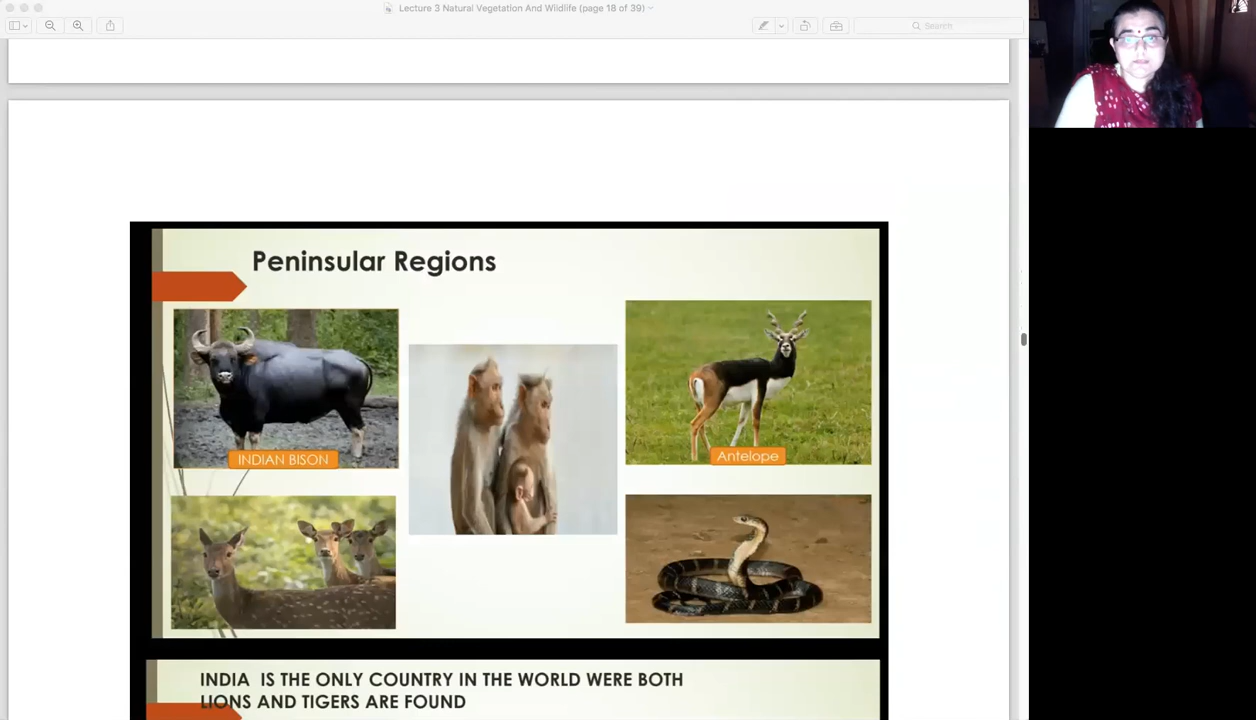 Lecture 3 Natural Vegetation And Wildlife (page 18 of 39)
Search
Peninsular Regions
INDIAN BISON
Antelope
INDIA IS THE ONLY COUNTRY IN THE WORLD WERE BOTH
LIONS AND TIGERS ARE FOUND